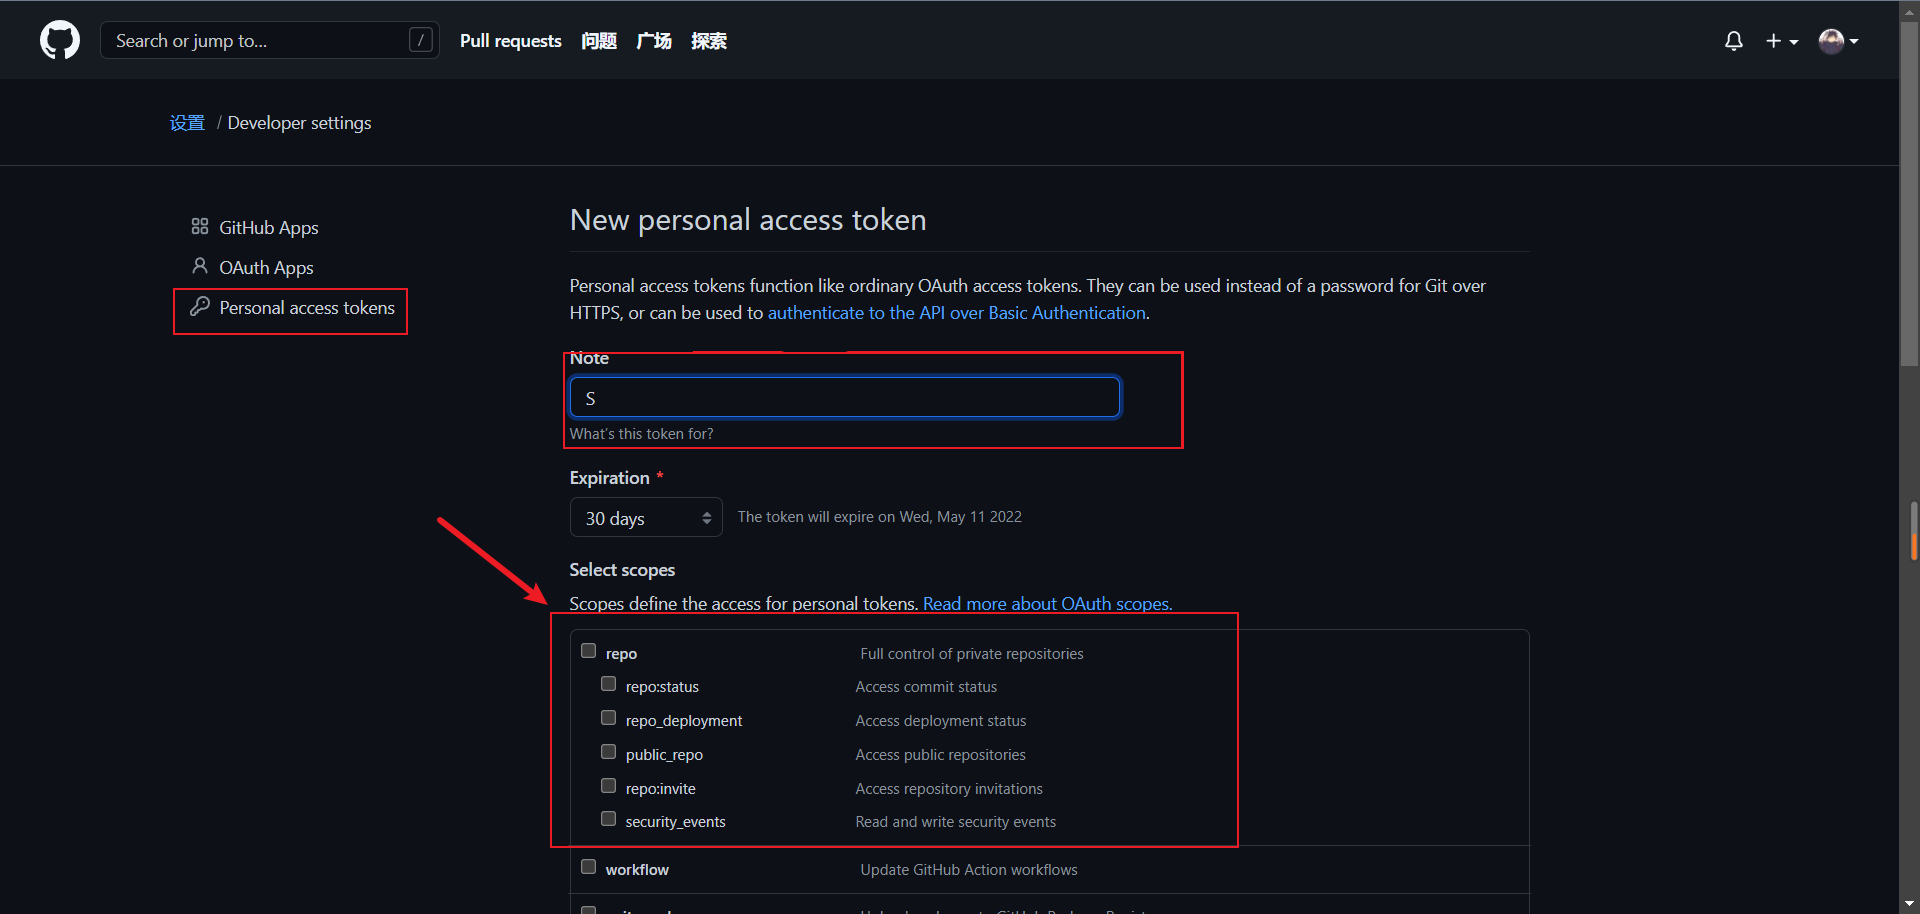 Search or jump to... / Pull requests 问题 广场 探索
设置 / Developer settings
GitHub Apps
OAuth Apps
Personal access tokens
New personal access token
Personal access tokens function like ordinary OAuth access tokens. They can be used instead of a password for Git over
HTTPS, or can be used to authenticate to the API over Basic Authentication.
Note
S
What's this token for?
Expiration *
30 days The token will expire on Wed, May 11 2022
Select scopes
Scopes define the access for personal tokens. Read more about OAuth scopes.
repo Full control of private repositories
repo:status Access commit status
repo_deployment Access deployment status
public_repo Access public repositories
repo:invite Access repository invitations
security_events Read and write security events
workflow Update GitHub Action workflows